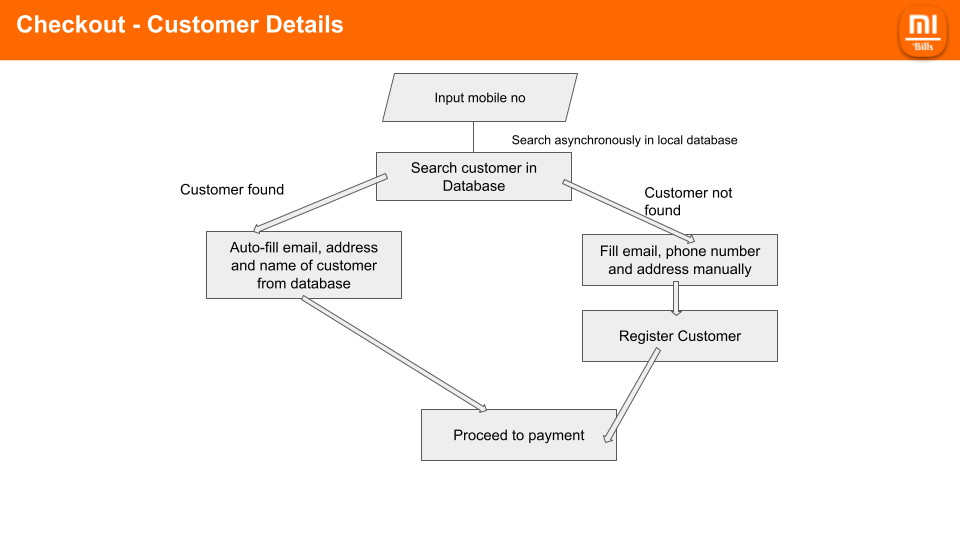 Checkout - Customer Details
MI
Bills
Input mobile no
Search asynchronously in local database
Search customer in
Database
Customer found
Customer not
found
Auto-fill email, address
and name of customer
from database
Fill email, phone number
and address manually
Register Customer
Proceed to payment